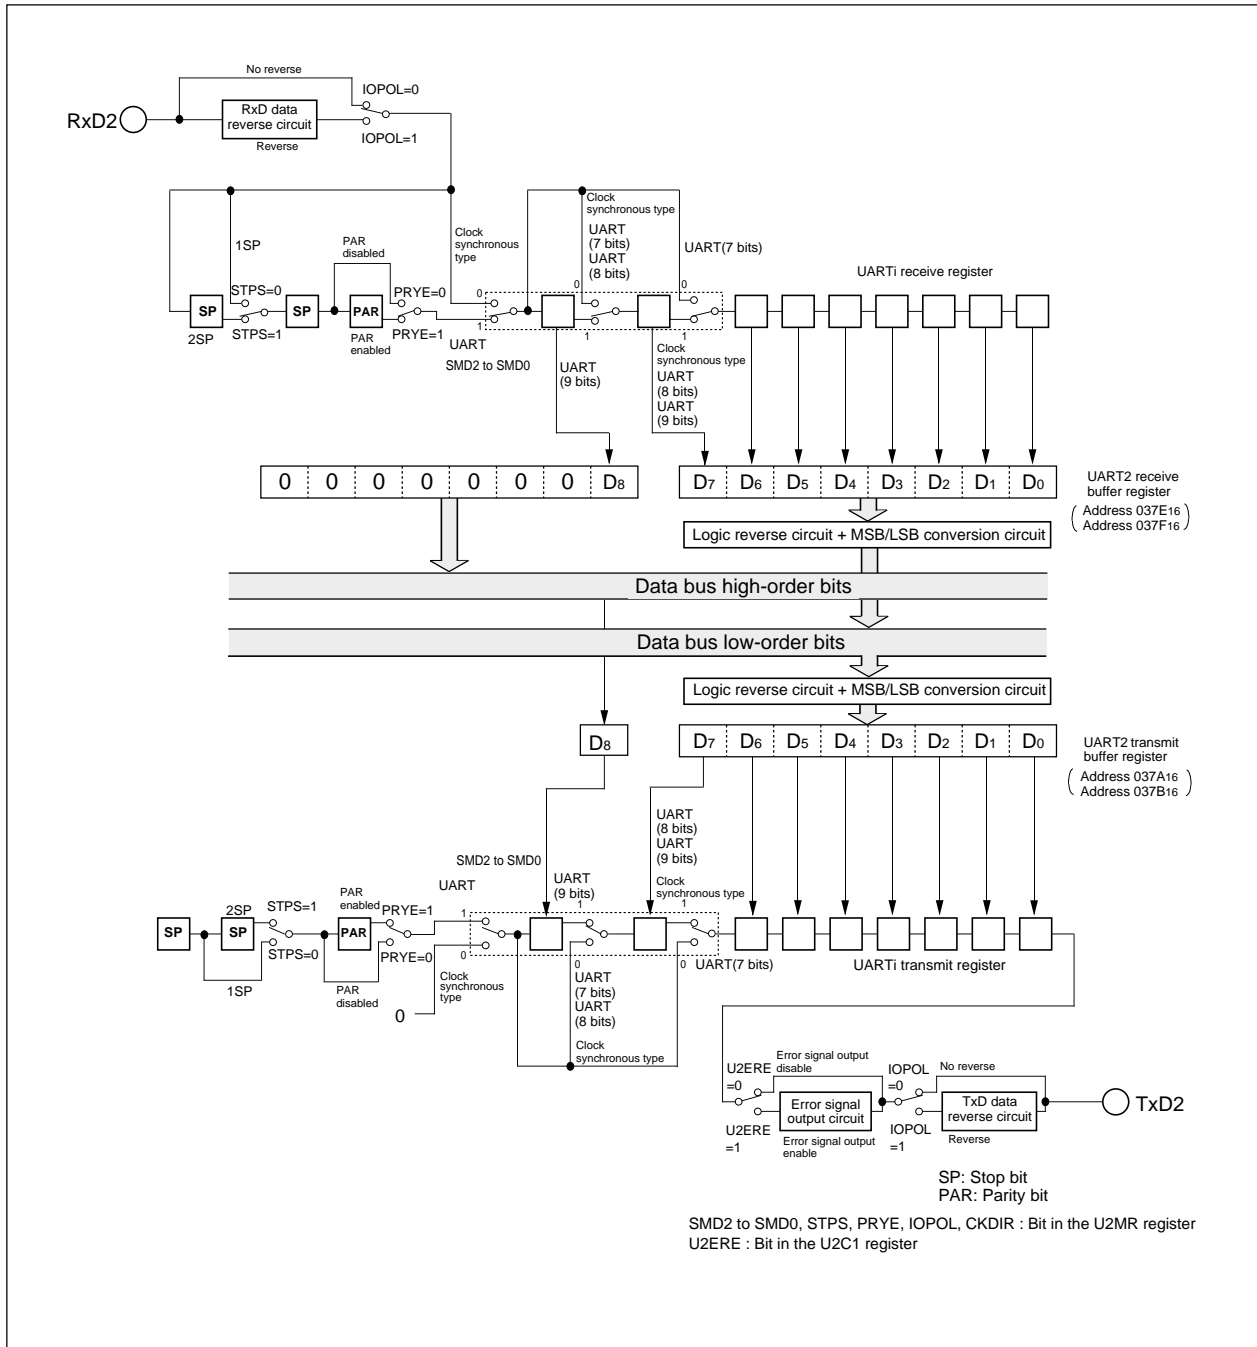 No reverse
IOPOL=0
RxD2
RxD data
reverse circuit
IOPOL=1
Reverse
Clock
synchronous type
1SP
PAR
disabled
Clock
synchronous
type
UART
(7 bits)
UART
(8 bits)
UART(7 bits)
UARTi receive register
STPS=0
PRYE=0
0
0
0
SP
SP
PAR
2SP
STPS=1
PAR
enabled
PRYE=1
1
UART
1
1
SMD2 to SMD0
UART
(9 bits)
Clock
synchronous type
UART
(8 bits)
UART
(9 bits)
0 0 0 0 0 0 0 D8
D7 D6 D5 D4 D3 D2 D1 D0
UART2 receive
buffer register
Address 037E16
Address 037F16
Logic reverse circuit + MSB/LSB conversion circuit
Data bus high-order bits
Data bus low-order bits
Logic reverse circuit + MSB/LSB conversion circuit
D8
D7 D6 D5 D4 D3 D2 D1 D0
UART2 transmit
buffer register
Address 037A16
Address 037B16
UART
(8 bits)
UART
(9 bits)
SMD2 to SMD0
UART
UART
(9 bits)
Clock
synchronous type
PAR
enabled
2SP
STPS=1
PRYE=1
1
1
1
SP
SP
PAR
STPS=0
PRYE=0
0
0
0
1SP
PAR
disabled
Clock
synchronous
type
0
UART
(7 bits)
UART
(8 bits)
UART(7 bits)
UARTi transmit register
Clock
synchronous type
U2ERE
=0
Error signal output
disable
IOPOL
=0
No reverse
Error signal
output circuit
TxD data
reverse circuit
TxD2
U2ERE
=1
Error signal output
enable
IOPOL
=1
Reverse
SP: Stop bit
PAR: Parity bit
SMD2 to SMD0, STPS, PRYE, IOPOL, CKDIR : Bit in the U2MR register
U2ERE : Bit in the U2C1 register